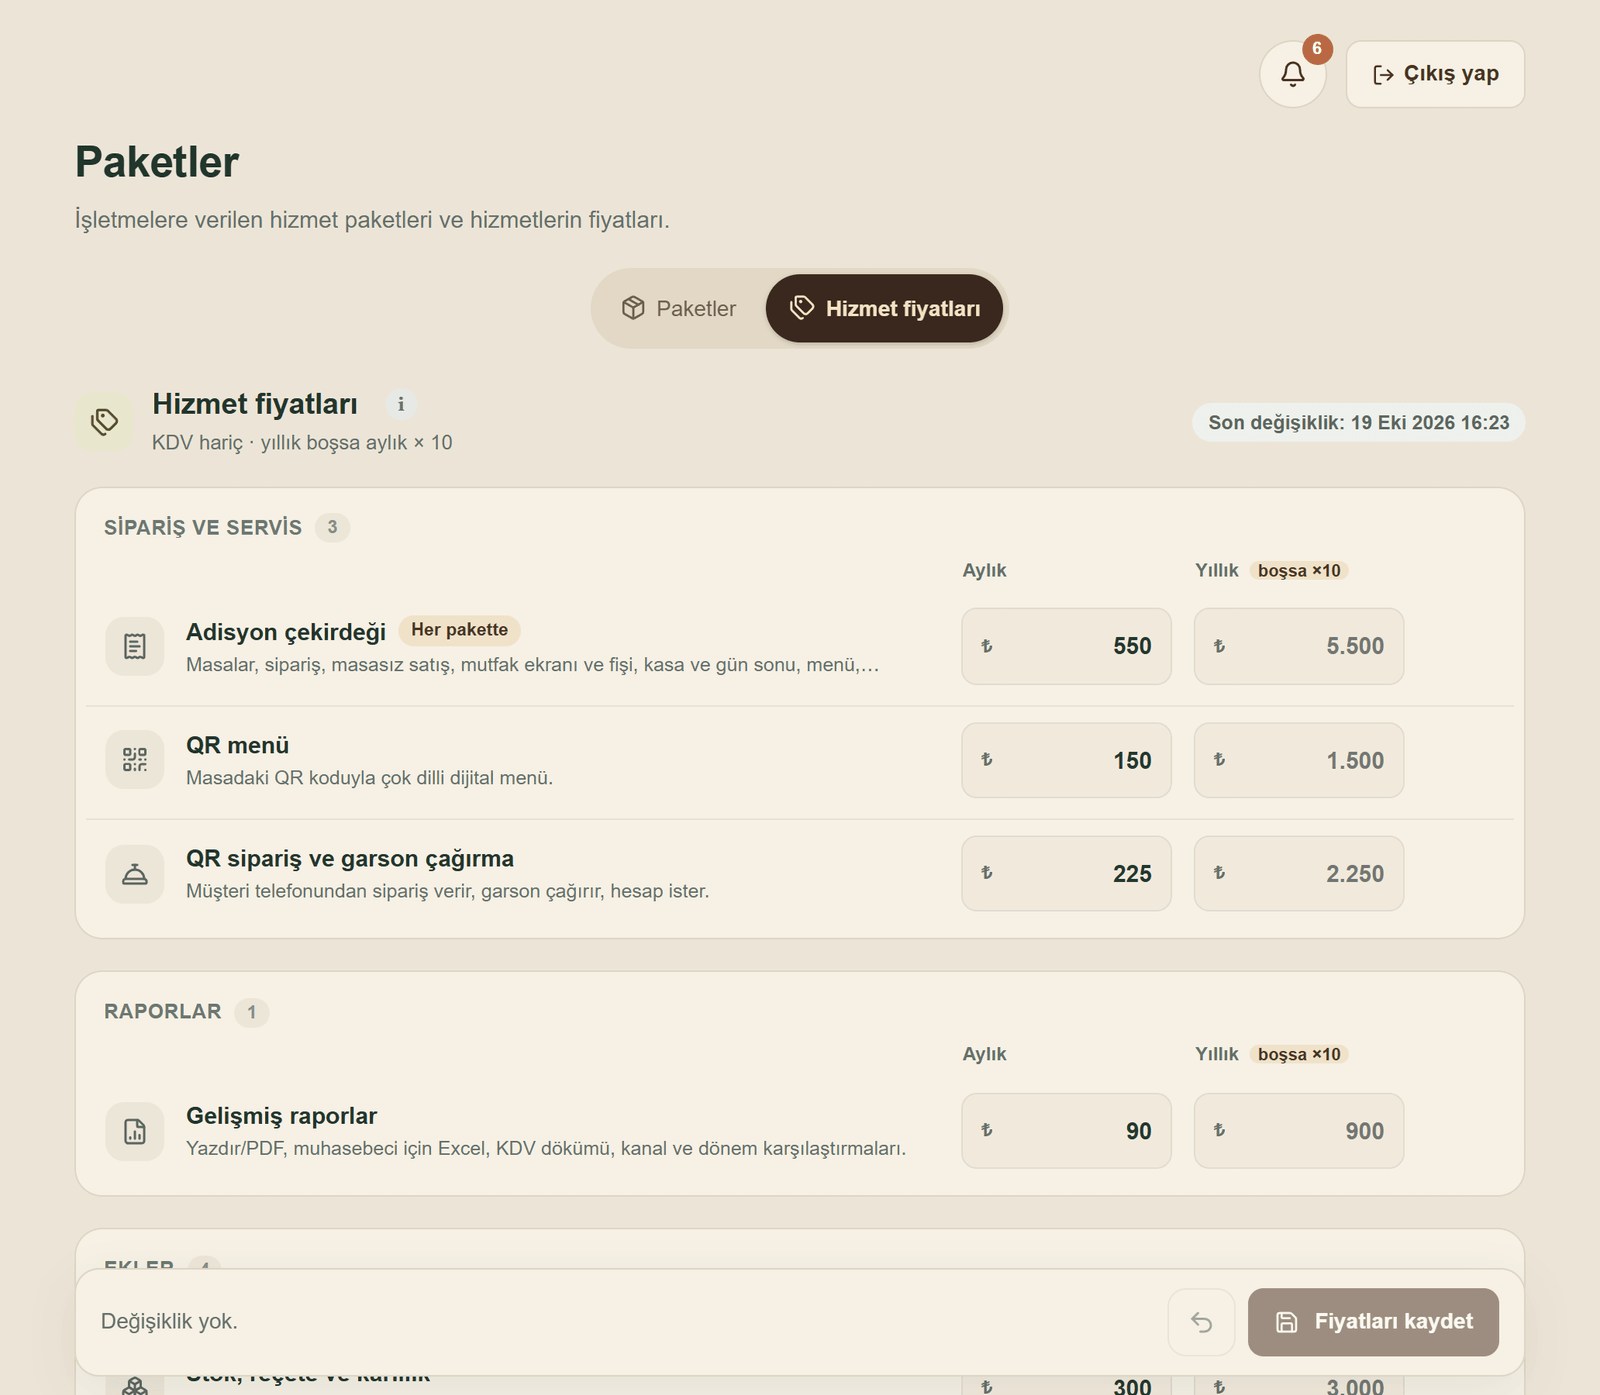 6
Çıkış yap
Paketler
İşletmelere verilen hizmet paketleri ve hizmetlerin fiyatları.
Paketler
Hizmet fiyatları
Hizmet fiyatları
i
KDV hariç · yıllık boşsa aylık × 10
Son değişiklik: 19 Eki 2026 16:23
SİPARİŞ VE SERVİS 3
Aylık
Yıllık boşsa ×10
Adisyon çekirdeği Her pakette
Masalar, sipariş, masasız satış, mutfak ekranı ve fişi, kasa ve gün sonu, menü,…
₺ 550
₺ 5.500
QR menü
Masadaki QR koduyla çok dilli dijital menü.
₺ 150
₺ 1.500
QR sipariş ve garson çağırma
Müşteri telefonundan sipariş verir, garson çağırır, hesap ister.
₺ 225
₺ 2.250
RAPORLAR 1
Aylık
Yıllık boşsa ×10
Gelişmiş raporlar
Yazdır/PDF, muhasebeci için Excel, KDV dökümü, kanal ve dönem karşılaştırmaları.
₺ 90
₺ 900
EKLER 4
Değişiklik yok.
Fiyatları kaydet
Stok, reçete ve kârlılık
₺ 300
₺ 3.000